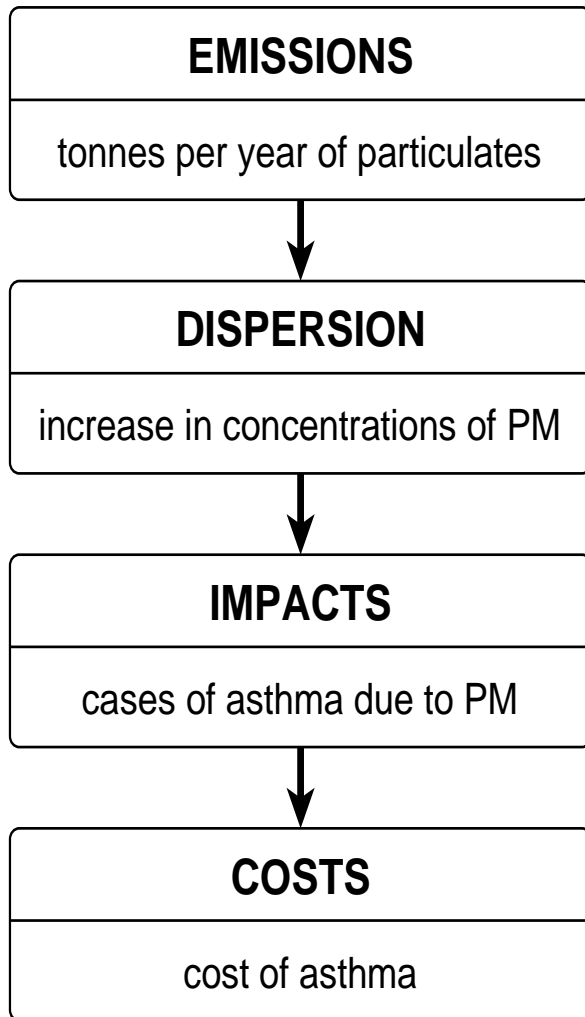 EMISSIONS
tonnes per year of particulates
DISPERSION
increase in concentrations of PM
IMPACTS
cases of asthma due to PM
COSTS
cost of asthma